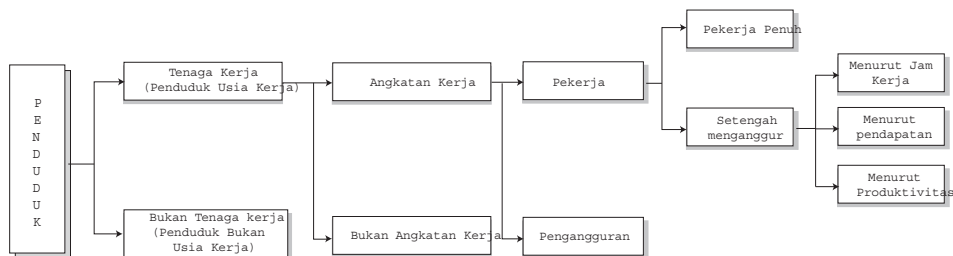 PENDUDUK
Tenaga Kerja
(Penduduk Usia Kerja)
Bukan Tenaga kerja
(Penduduk Bukan
Usia Kerja)
Angkatan Kerja
Bukan Angkatan Kerja
Pekerja
Pengangguran
Pekerja Penuh
Setengah
menganggur
Menurut Jam
Kerja
Menurut
pendapatan
Menurut
Produktivitas